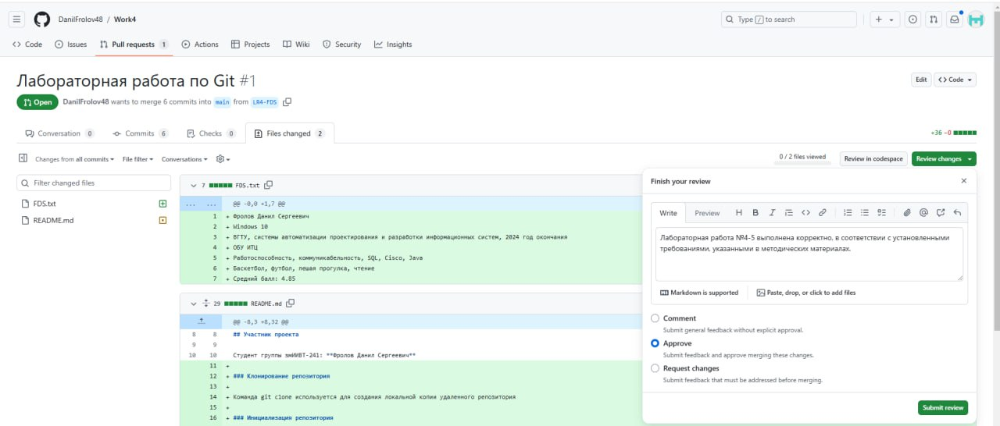 DanilFrolov48 / Work4
Type / to search
Code Issues Pull requests 1 Actions Projects Wiki Security Insights
Лабораторная работа по Git #1
Edit <> Code
Open DanilFrolov48 wants to merge 6 commits into main from LR4-FDS
Conversation 0 Commits 6 Checks 0 Files changed 2
+36 −0
Changes from all commits File filter Conversations
0 / 2 files viewed Review in codespace Review changes
Filter changed files
FDS.txt
README.md
7 FDS.txt
... ... @@ -0,0 +1,7 @@
1 + Фролов Данил Сергеевич
2 + Windows 10
3 + ВГТУ, системы автоматизации проектирования и разработки информационных систем, 2024 год окончания
4 + ОБУ ИТЦ
5 + Работоспособность, коммуникабельность, SQL, Cisco, Java
6 + Баскетбол, футбол, пешая прогулка, чтение
7 + Средний балл: 4.85
29 README.md
@@ -8,3 +8,32 @@
8 8 ## Участник проекта
9 9
10 10 Студент группы змИИВТ-241: **Фролов Данил Сергеевич**
11 +
12 + ### Клонирование репозитория
13 +
14 + Команда git clone используется для создания локальной копии удаленного репозитория
15 +
16 + ### Инициализация репозитория
Finish your review
Write Preview
Лабораторная работа №4-5 выполнена корректно, в соответствии с установленными
требованиями, указанными в методических материалах.
Markdown is supported Paste, drop, or click to add files
Comment
Submit general feedback without explicit approval.
Approve
Submit feedback and approve merging these changes.
Request changes
Submit feedback that must be addressed before merging.
Submit review